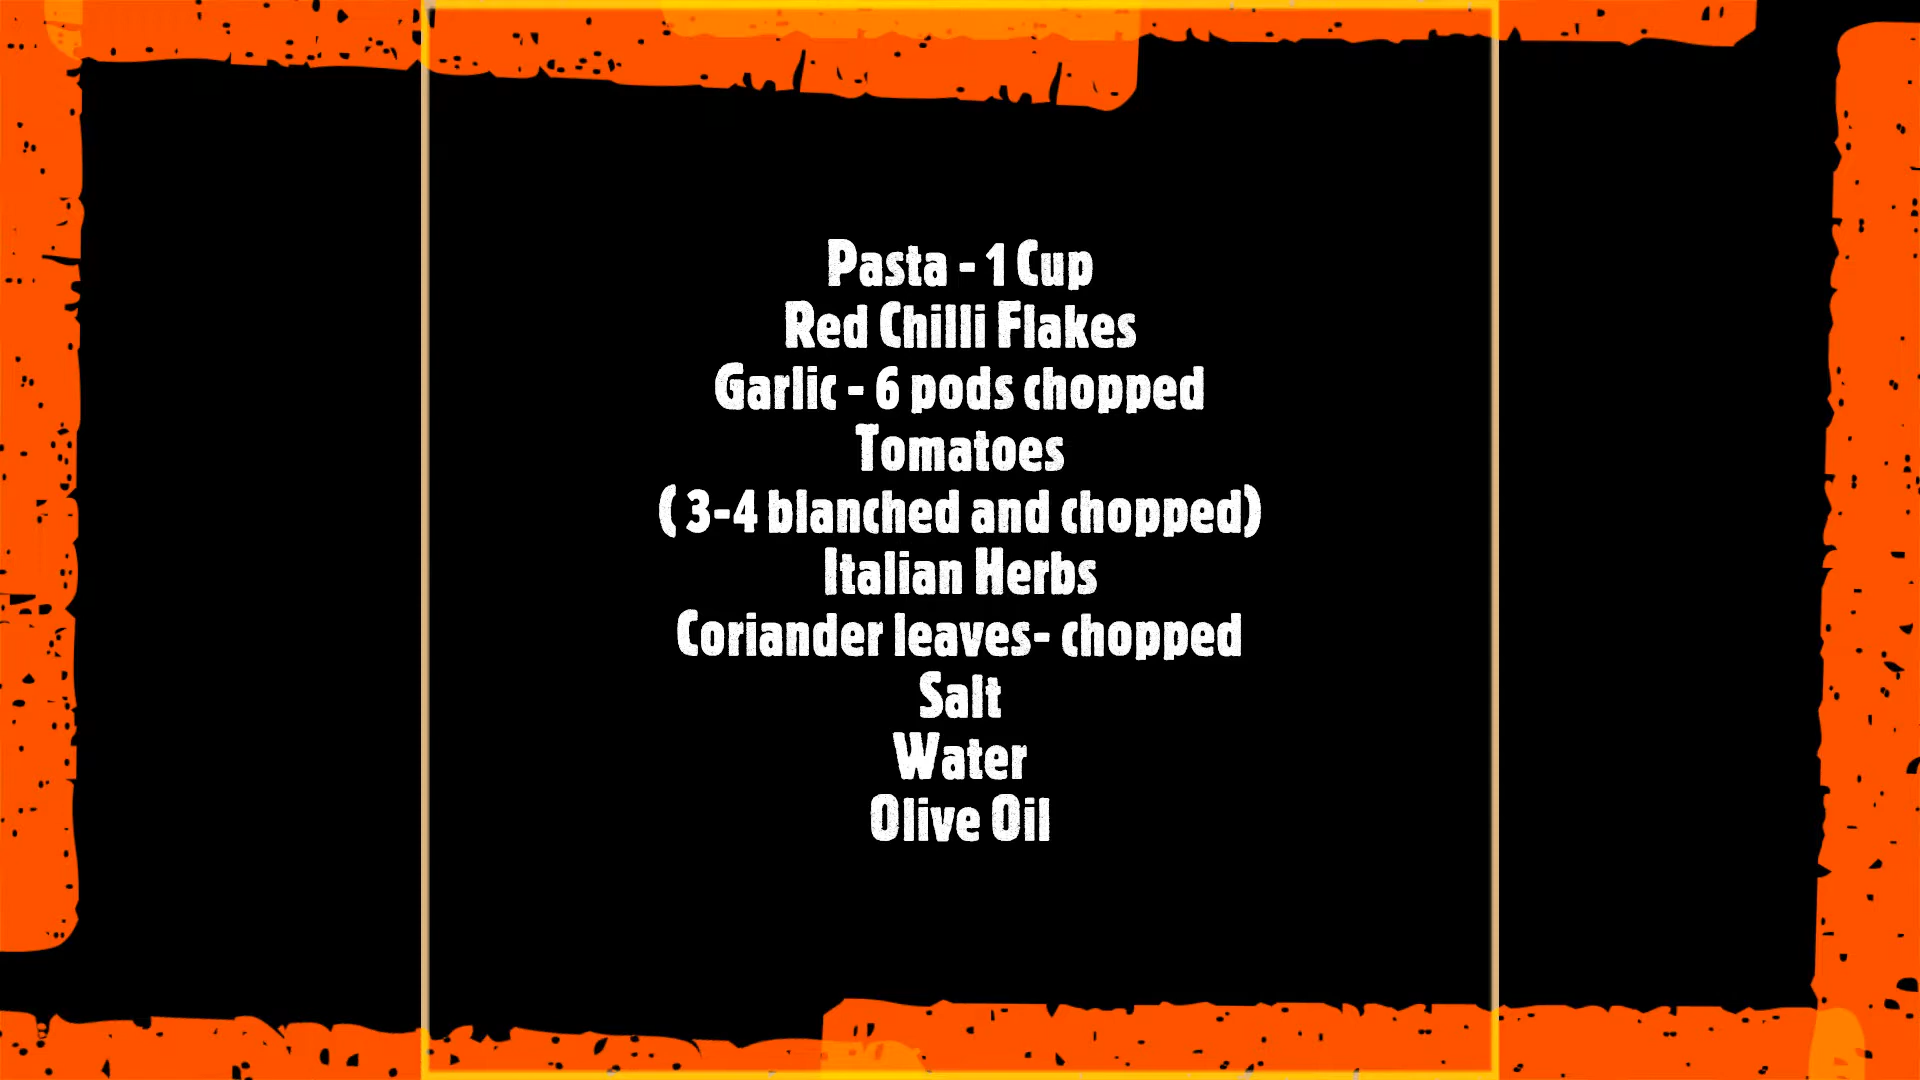 Pasta - 1 Cup
Red Chilli Flakes
Garlic - 6 pods chopped
Tomatoes
( 3-4 blanched and chopped)
Italian Herbs
Coriander leaves- chopped
Salt
Water
Olive Oil